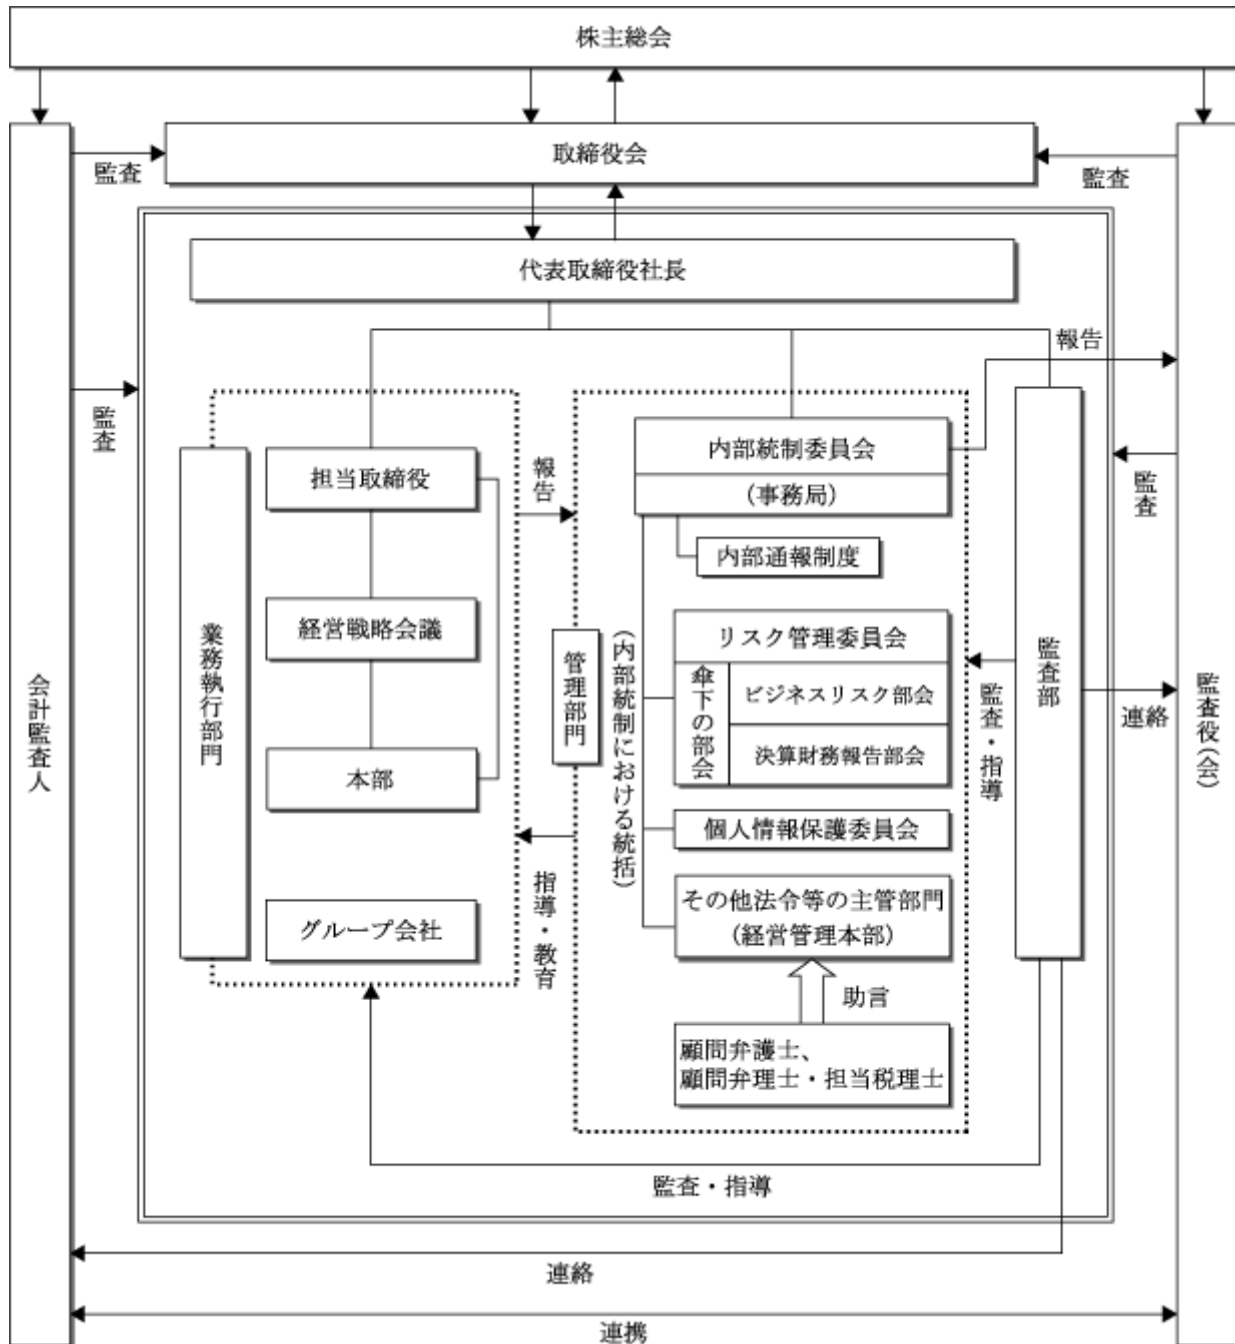 株主総会
取締役会
監査
監査
代表取締役社長
報告
監査
監査
業務執行部門
担当取締役
経営戦略会議
本部
グループ会社
報告
指導・教育
管理部門
(内部統制における統括)
内部統制委員会
(事務局)
内部通報制度
リスク管理委員会
傘下の部会
ビジネスリスク部会
決算財務報告部会
個人情報保護委員会
その他法令等の主管部門
(経営管理本部)
助言
顧問弁護士、
顧問弁理士・担当税理士
監査・指導
監査部
連絡
会計監査人
監査役(会)
監査・指導
連絡
連携